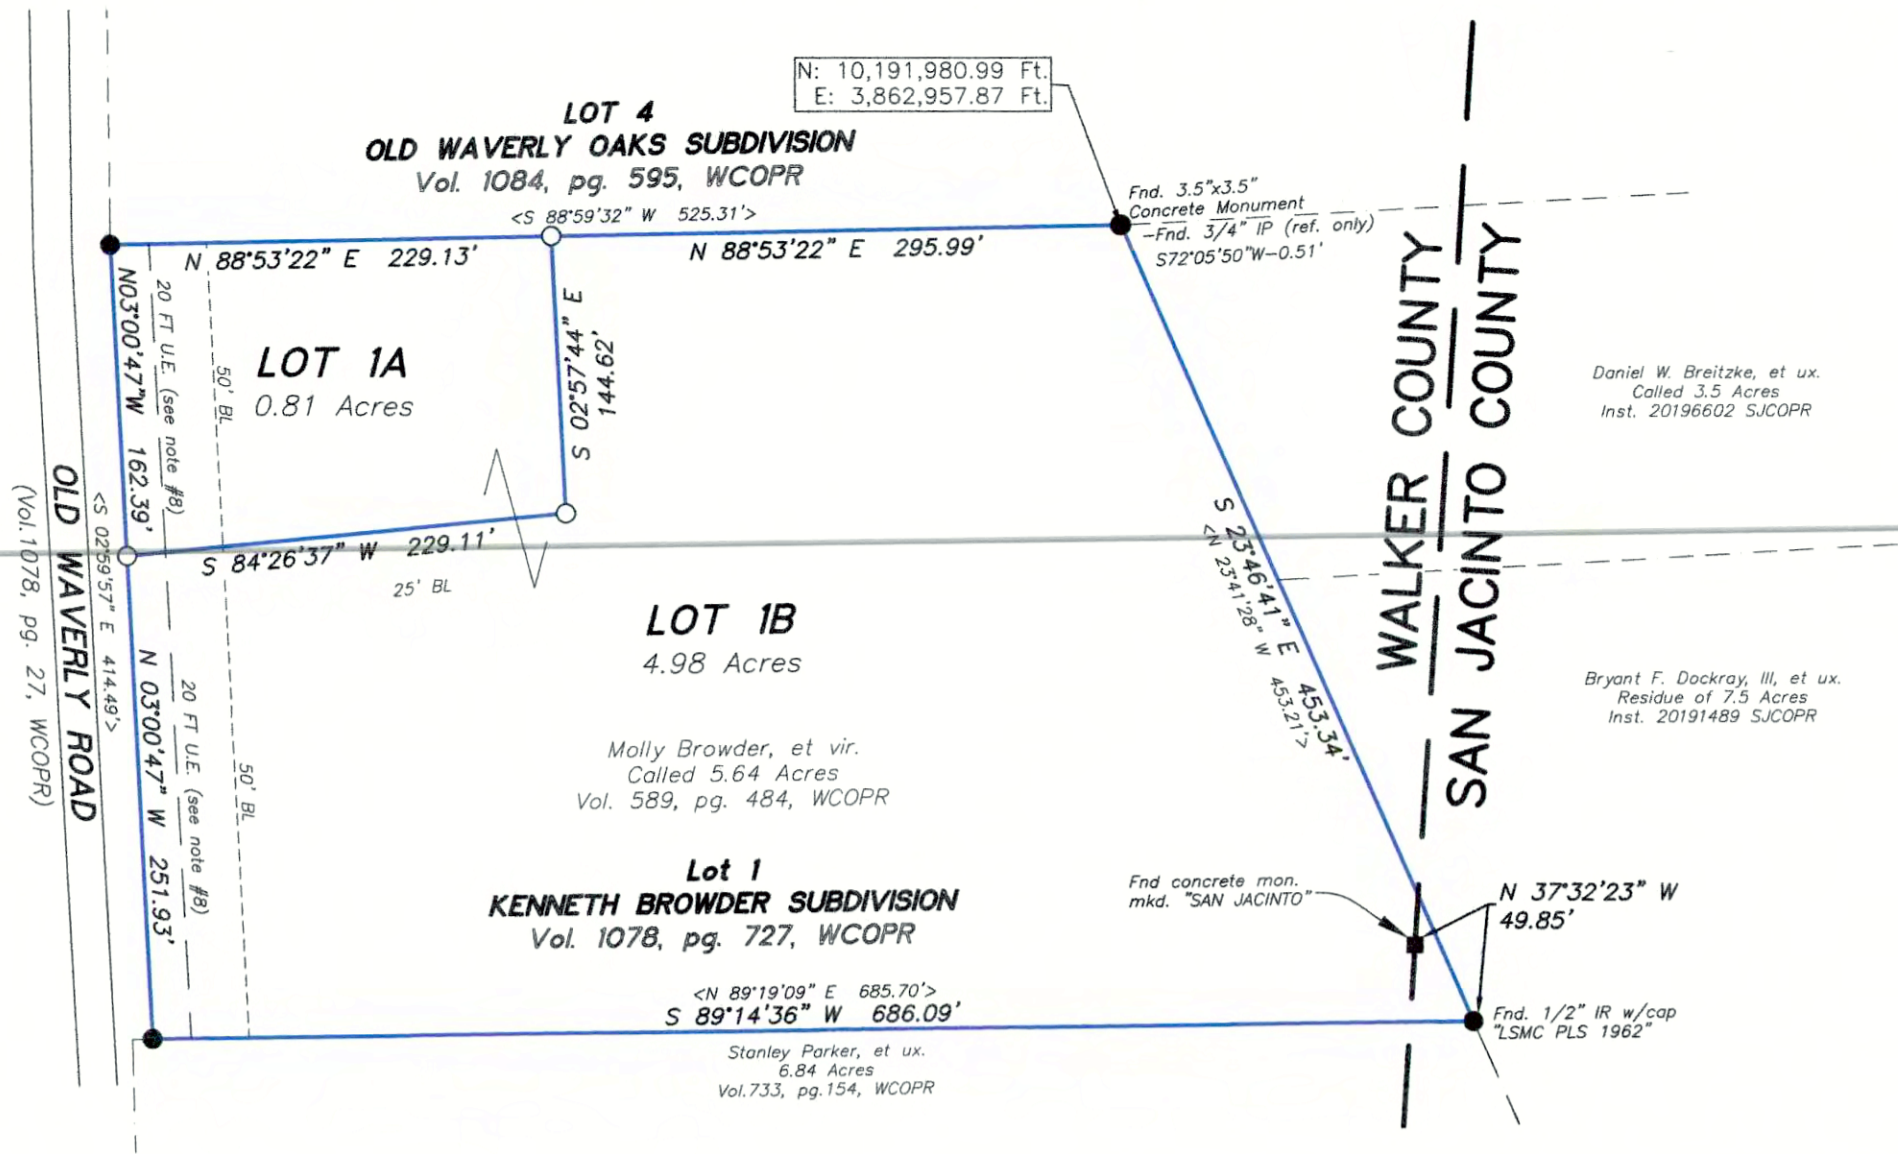 N: 10,191,980.99 Ft.
E: 3,862,957.87 Ft.
LOT 4
OLD WAVERLY OAKS SUBDIVISION
Vol. 1084, pg. 595, WCOPR
<S 88°59'32" W 525.31'>
N 88°53'22" E 229.13'
N 88°53'22" E 295.99'
Fnd. 3.5"x3.5"
Concrete Monument
-Fnd. 3/4" IP (ref. only)
S72°05'50"W-0.51'
N03°00'47"W 162.39'
20 FT U.E. (see note #8)
50' BL
LOT 1A
0.81 Acres
S 02°57'44" E
144.62'
S 84°26'37" W 229.11'
25' BL
OLD WAVERLY ROAD
(Vol.1078, pg. 27, WCOPR)
<S 02°59'57" E 414.49'>
N 03°00'47" W 251.93'
20 FT U.E. (see note #8)
50' BL
LOT 1B
4.98 Acres
Molly Browder, et vir.
Called 5.64 Acres
Vol. 589, pg. 484, WCOPR
Lot 1
KENNETH BROWDER SUBDIVISION
Vol. 1078, pg. 727, WCOPR
<N 89°19'09" E 685.70'>
S 89°14'36" W 686.09'
Stanley Parker, et ux.
6.84 Acres
Vol.733, pg.154, WCOPR
S 23°46'41" E 453.34'
<N 23°41'28" W 453.21'>
WALKER COUNTY
SAN JACINTO COUNTY
Daniel W. Breitzke, et ux.
Called 3.5 Acres
Inst. 20196602 SJCOPR
Bryant F. Dockray, III, et ux.
Residue of 7.5 Acres
Inst. 20191489 SJCOPR
Fnd concrete mon.
mkd. "SAN JACINTO"
N 37°32'23" W
49.85'
Fnd. 1/2" IR w/cap
"LSMC PLS 1962"